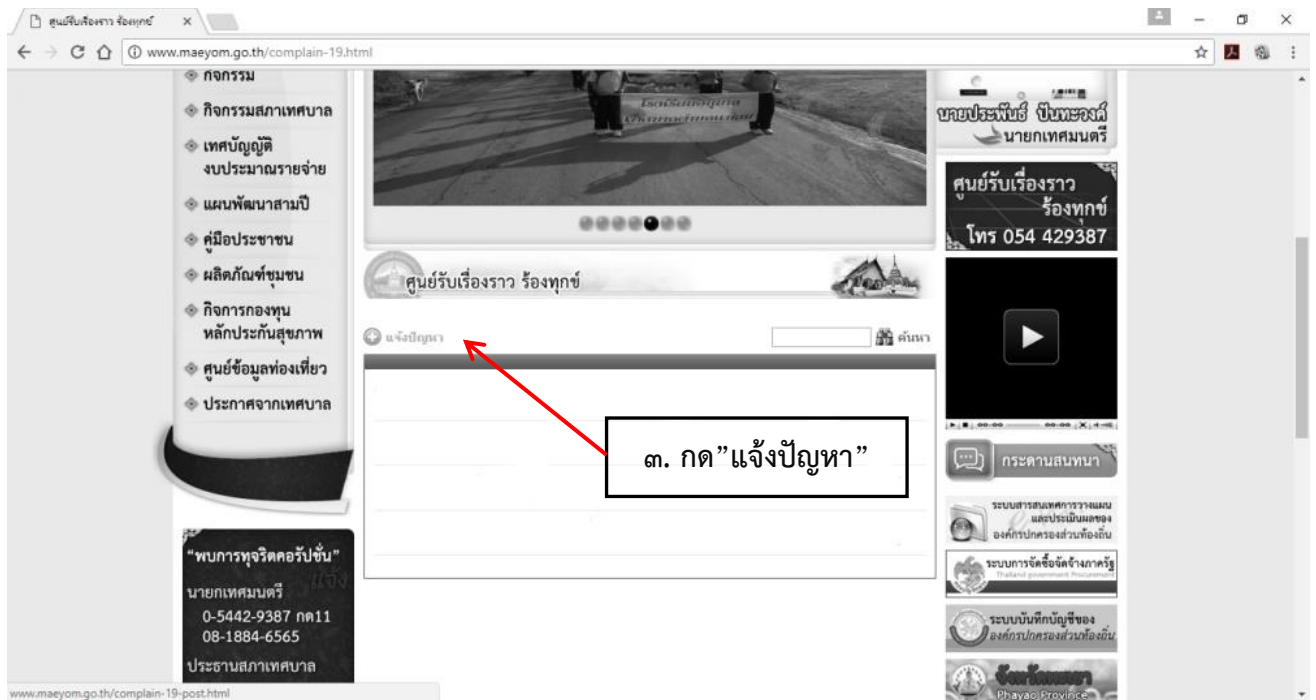 ศูนย์รับเรื่องราว ร้องทุกข์
www.maeyom.go.th/complain-19.html
กิจกรรม
กิจกรรมสภาเทศบาล
เทศบัญญัติ
งบประมาณรายจ่าย
แผนพัฒนาสามปี
คู่มือประชาชน
ผลิตภัณฑ์ชุมชน
กิจการกองทุน
หลักประกันสุขภาพ
ศูนย์ข้อมูลท่องเที่ยว
ประกาศจากเทศบาล
“พบการทุจริตคอรัปชั่น”
แจ้ง
นายกเทศมนตรี
0-5442-9387 กด11
08-1884-6565
ประธานสภาเทศบาล
ศูนย์รับเรื่องราว ร้องทุกข์
แจ้งปัญหา
ค้นหา
๓. กด”แจ้งปัญหา”
นายประพันธ์ ปันทะวงค์
นายกเทศมนตรี
ศูนย์รับเรื่องราว
ร้องทุกข์
โทร 054 429387
00:00
00:00
กระดานสนทนา
ระบบสารสนเทศการวางแผน
และประเมินผลของ
องค์กรปกครองส่วนท้องถิ่น
ระบบการจัดซื้อจัดจ้างภาครัฐ
Thailand government Procurement
ระบบบันทึกบัญชีของ
องค์กรปกครองส่วนท้องถิ่น
จังหวัดพะเยา
Phayao Province
www.maeyom.go.th/complain-19-post.html